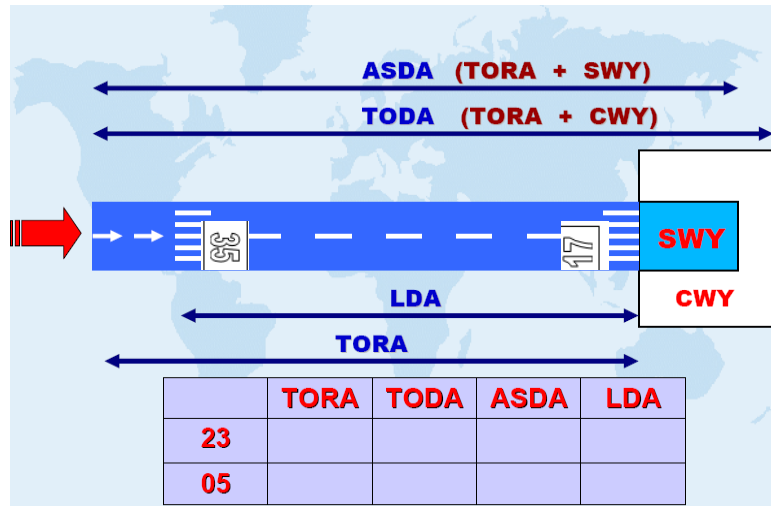 ASDA (TORA + SWY)
TODA (TORA + CWY)
35
17
SWY
CWY
LDA
TORA
TORA TODA ASDA LDA
23
05